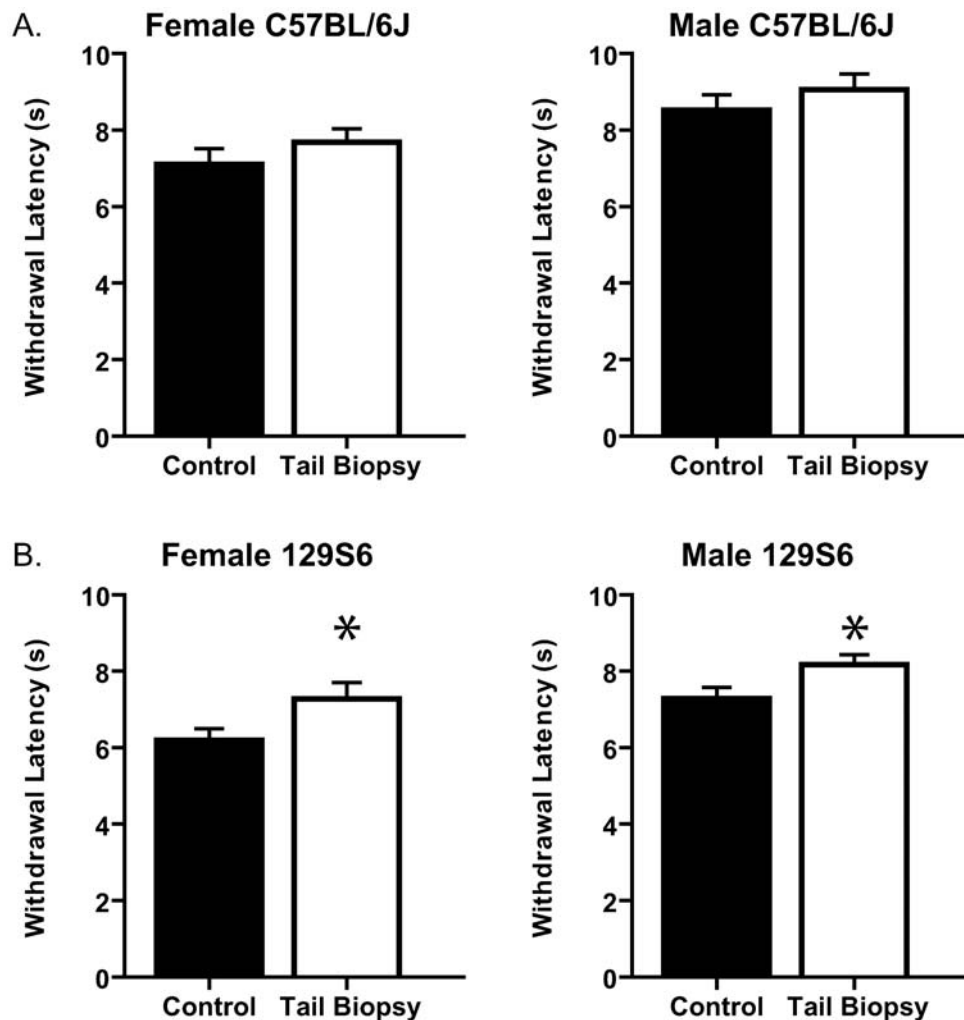 A.
Female C57BL/6J
Withdrawal Latency (s)
10
8
6
4
2
0
Control Tail Biopsy
Male C57BL/6J
Withdrawal Latency (s)
10
8
6
4
2
0
Control Tail Biopsy
B.
Female 129S6
Withdrawal Latency (s)
10
8
6
4
2
0
*
Control Tail Biopsy
Male 129S6
Withdrawal Latency (s)
10
8
6
4
2
0
*
Control Tail Biopsy